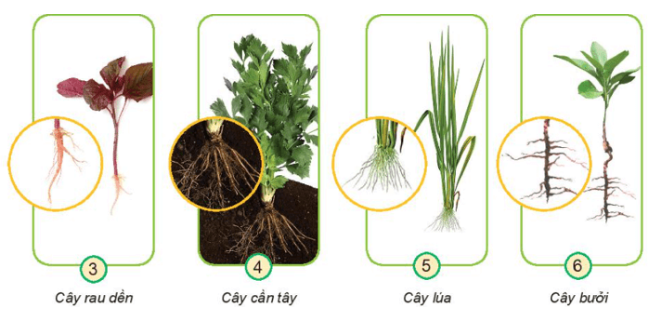 3
4
5
6
Cây rau dền
Cây cần tây
Cây lúa
Cây bưởi